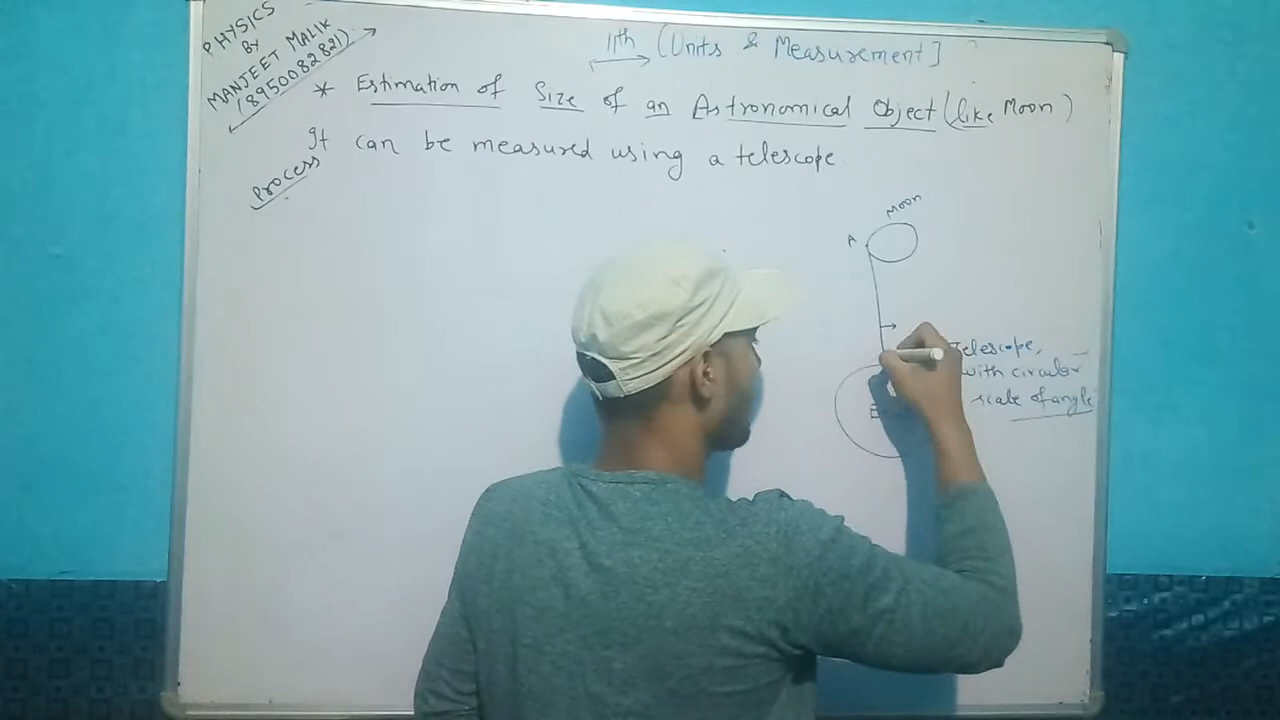 PHYSICS
By
MANJEET MALIK
(8950082821)
11th (Units & Measurement]
* Estimation of Size of an Astronomical Object (like Moon)
It can be measured using a telescope.
Process
Moon
A
Telescope,
with circular
scale of angle